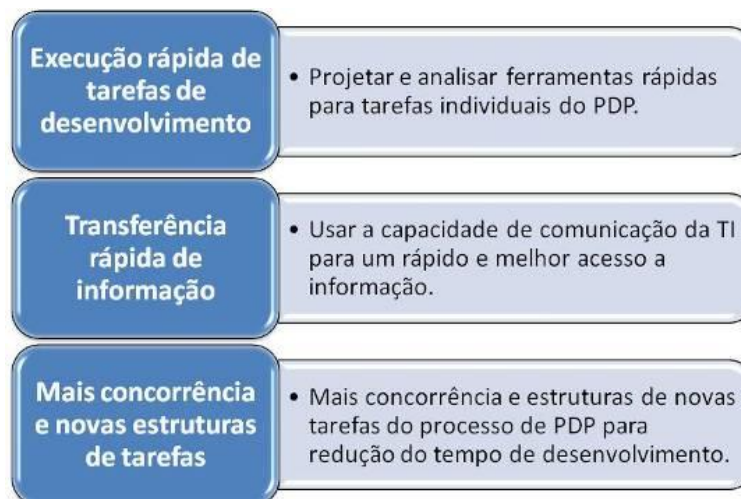 Execução rápida de
tarefas de
desenvolvimento
• Projetar e analisar ferramentas rápidas
para tarefas individuais do PDP.
Transferência
rápida de
informação
• Usar a capacidade de comunicação da TI
para um rápido e melhor acesso a
informação.
Mais concorrência
e novas estruturas
de tarefas
• Mais concorrência e estruturas de novas
tarefas do processo de PDP para
redução do tempo de desenvolvimento.